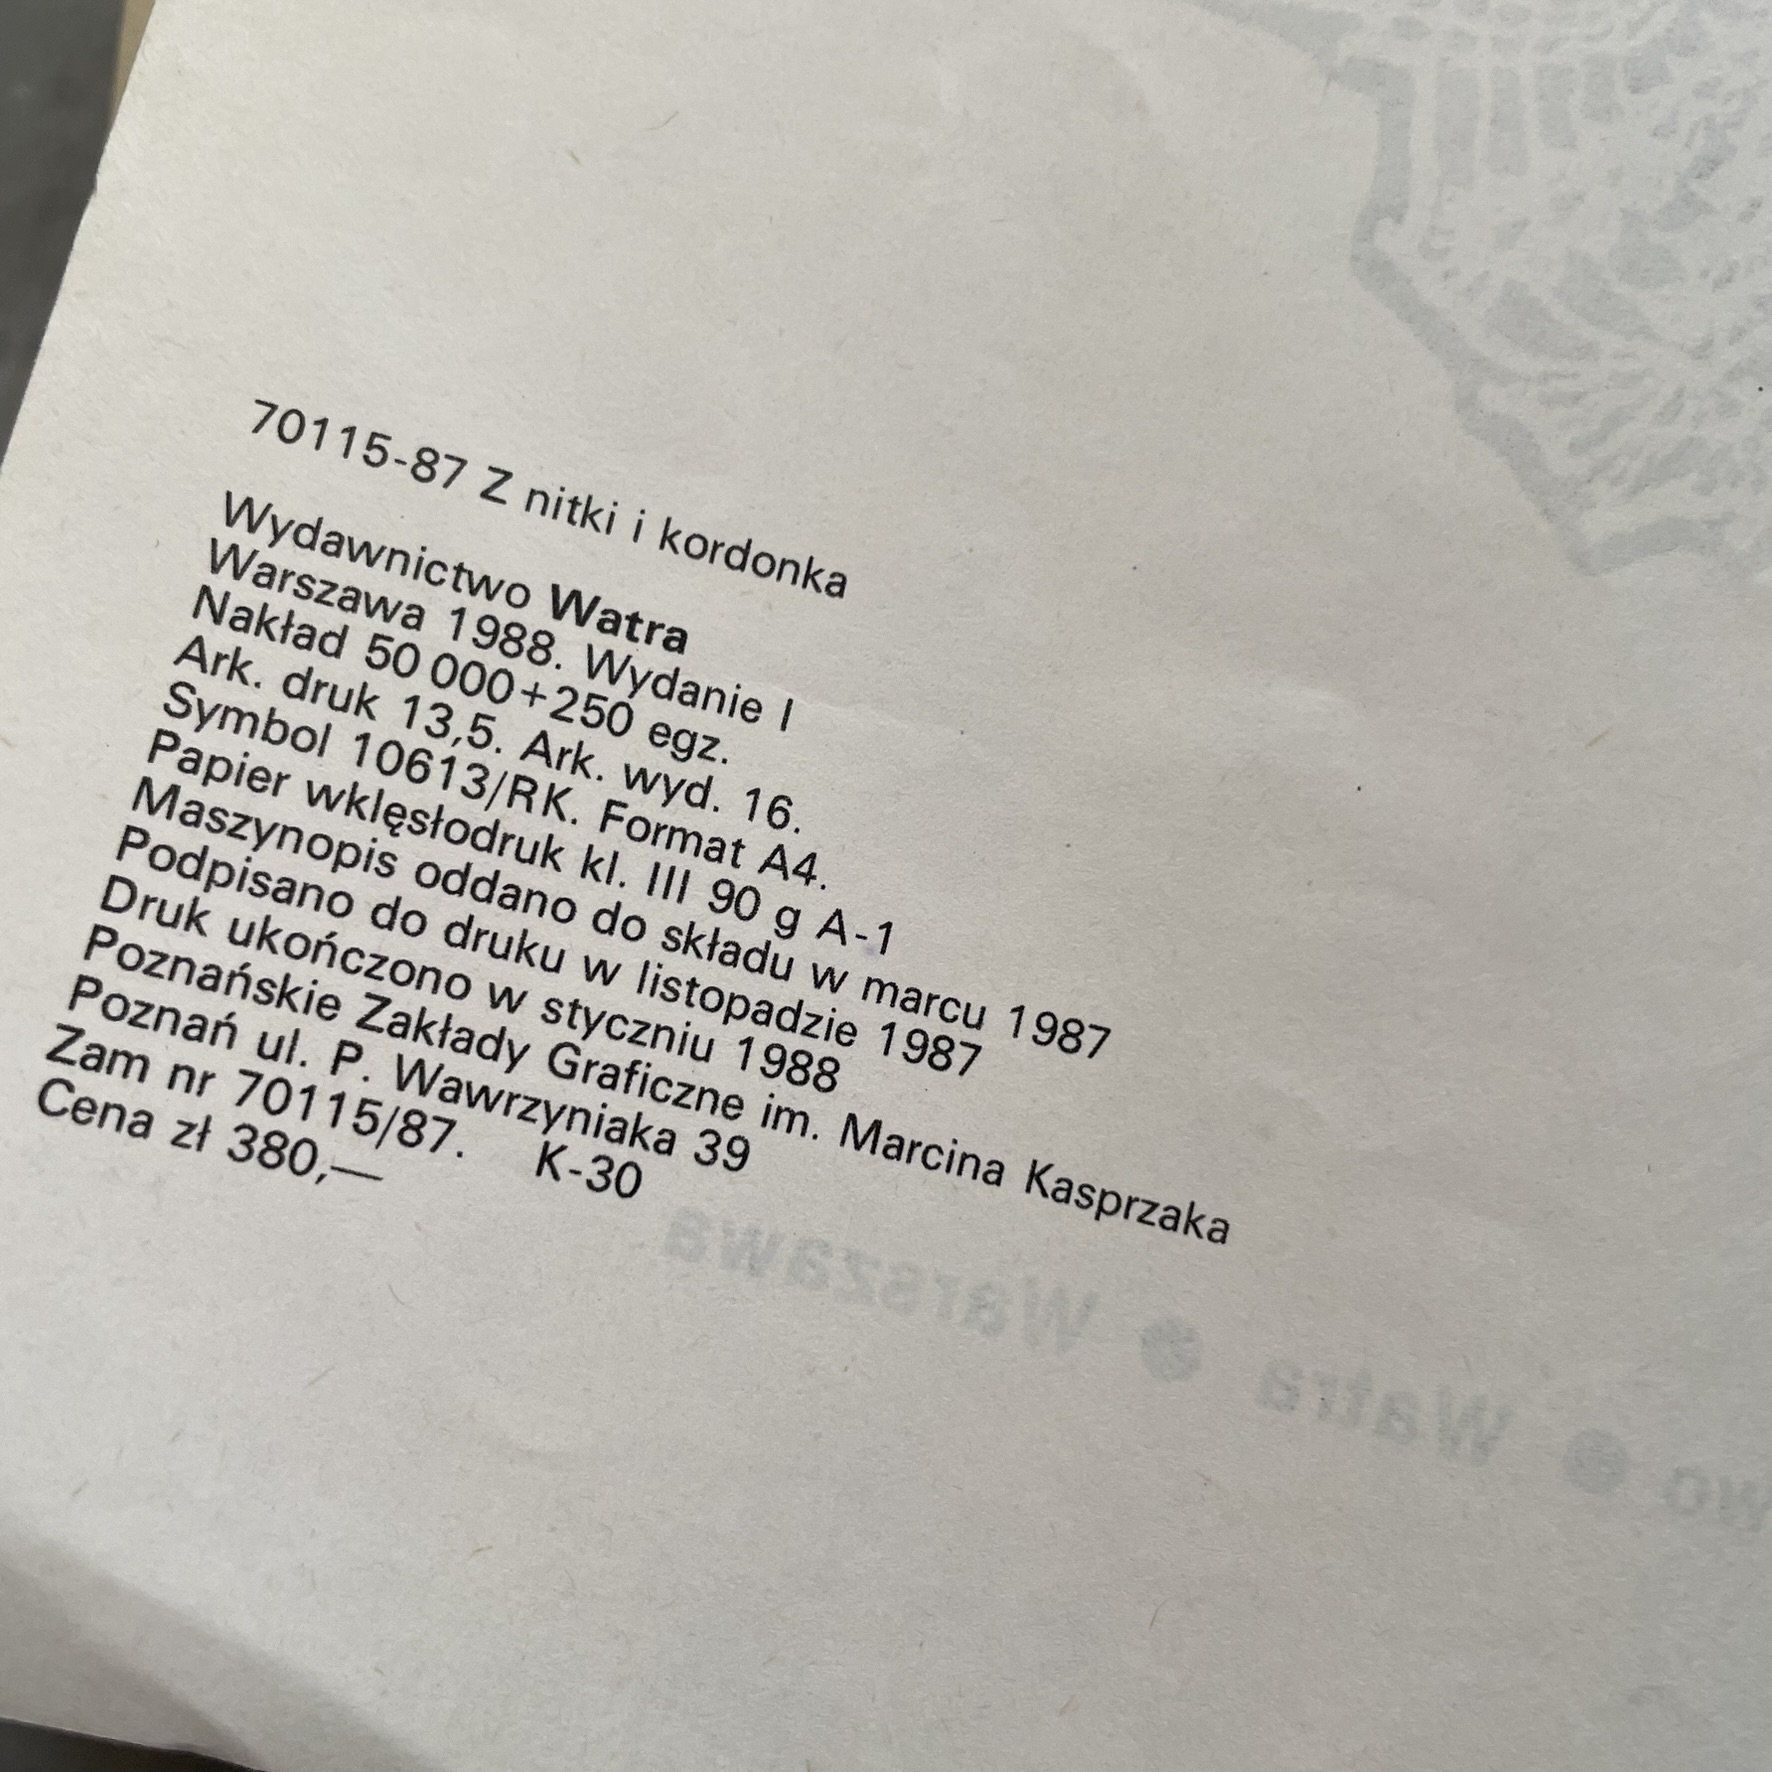 70115-87 Z nitki i kordonka
Wydawnictwo Watra
Warszawa 1988. Wydanie I
Nakład 50 000+250 egz.
Ark. druk 13,5. Ark. wyd. 16.
Symbol 10613/RK. Format A4.
Papier wklęsłodruk kl. III 90 g A-1
Maszynopis oddano do składu w marcu 1987
Podpisano do druku w listopadzie 1987
Druk ukończono w styczniu 1988
Poznańskie Zakłady Graficzne im. Marcina Kasprzaka
Poznań ul. P. Wawrzyniaka 39
Zam nr 70115/87. K-30
Cena zł 380,—
wo ● Watra ● Warszawa